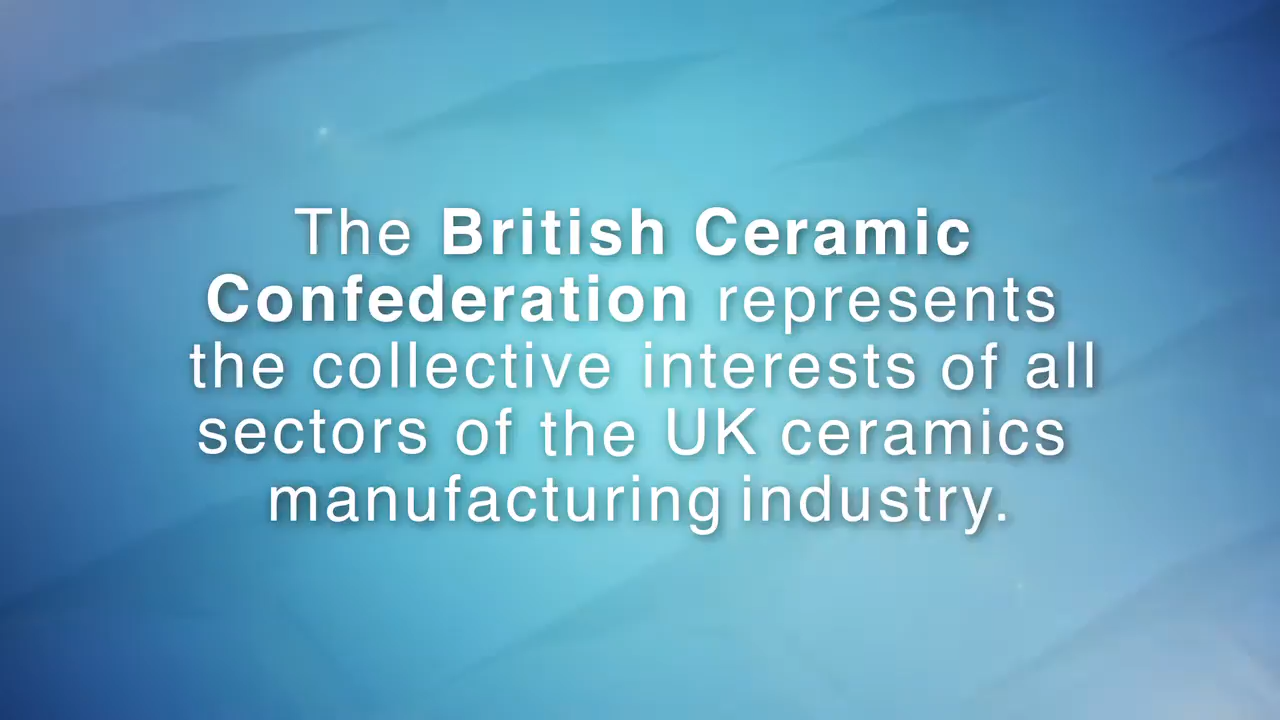 The British Ceramic
Confederation represents
the collective interests of all
sectors of the UK ceramics
manufacturing industry.